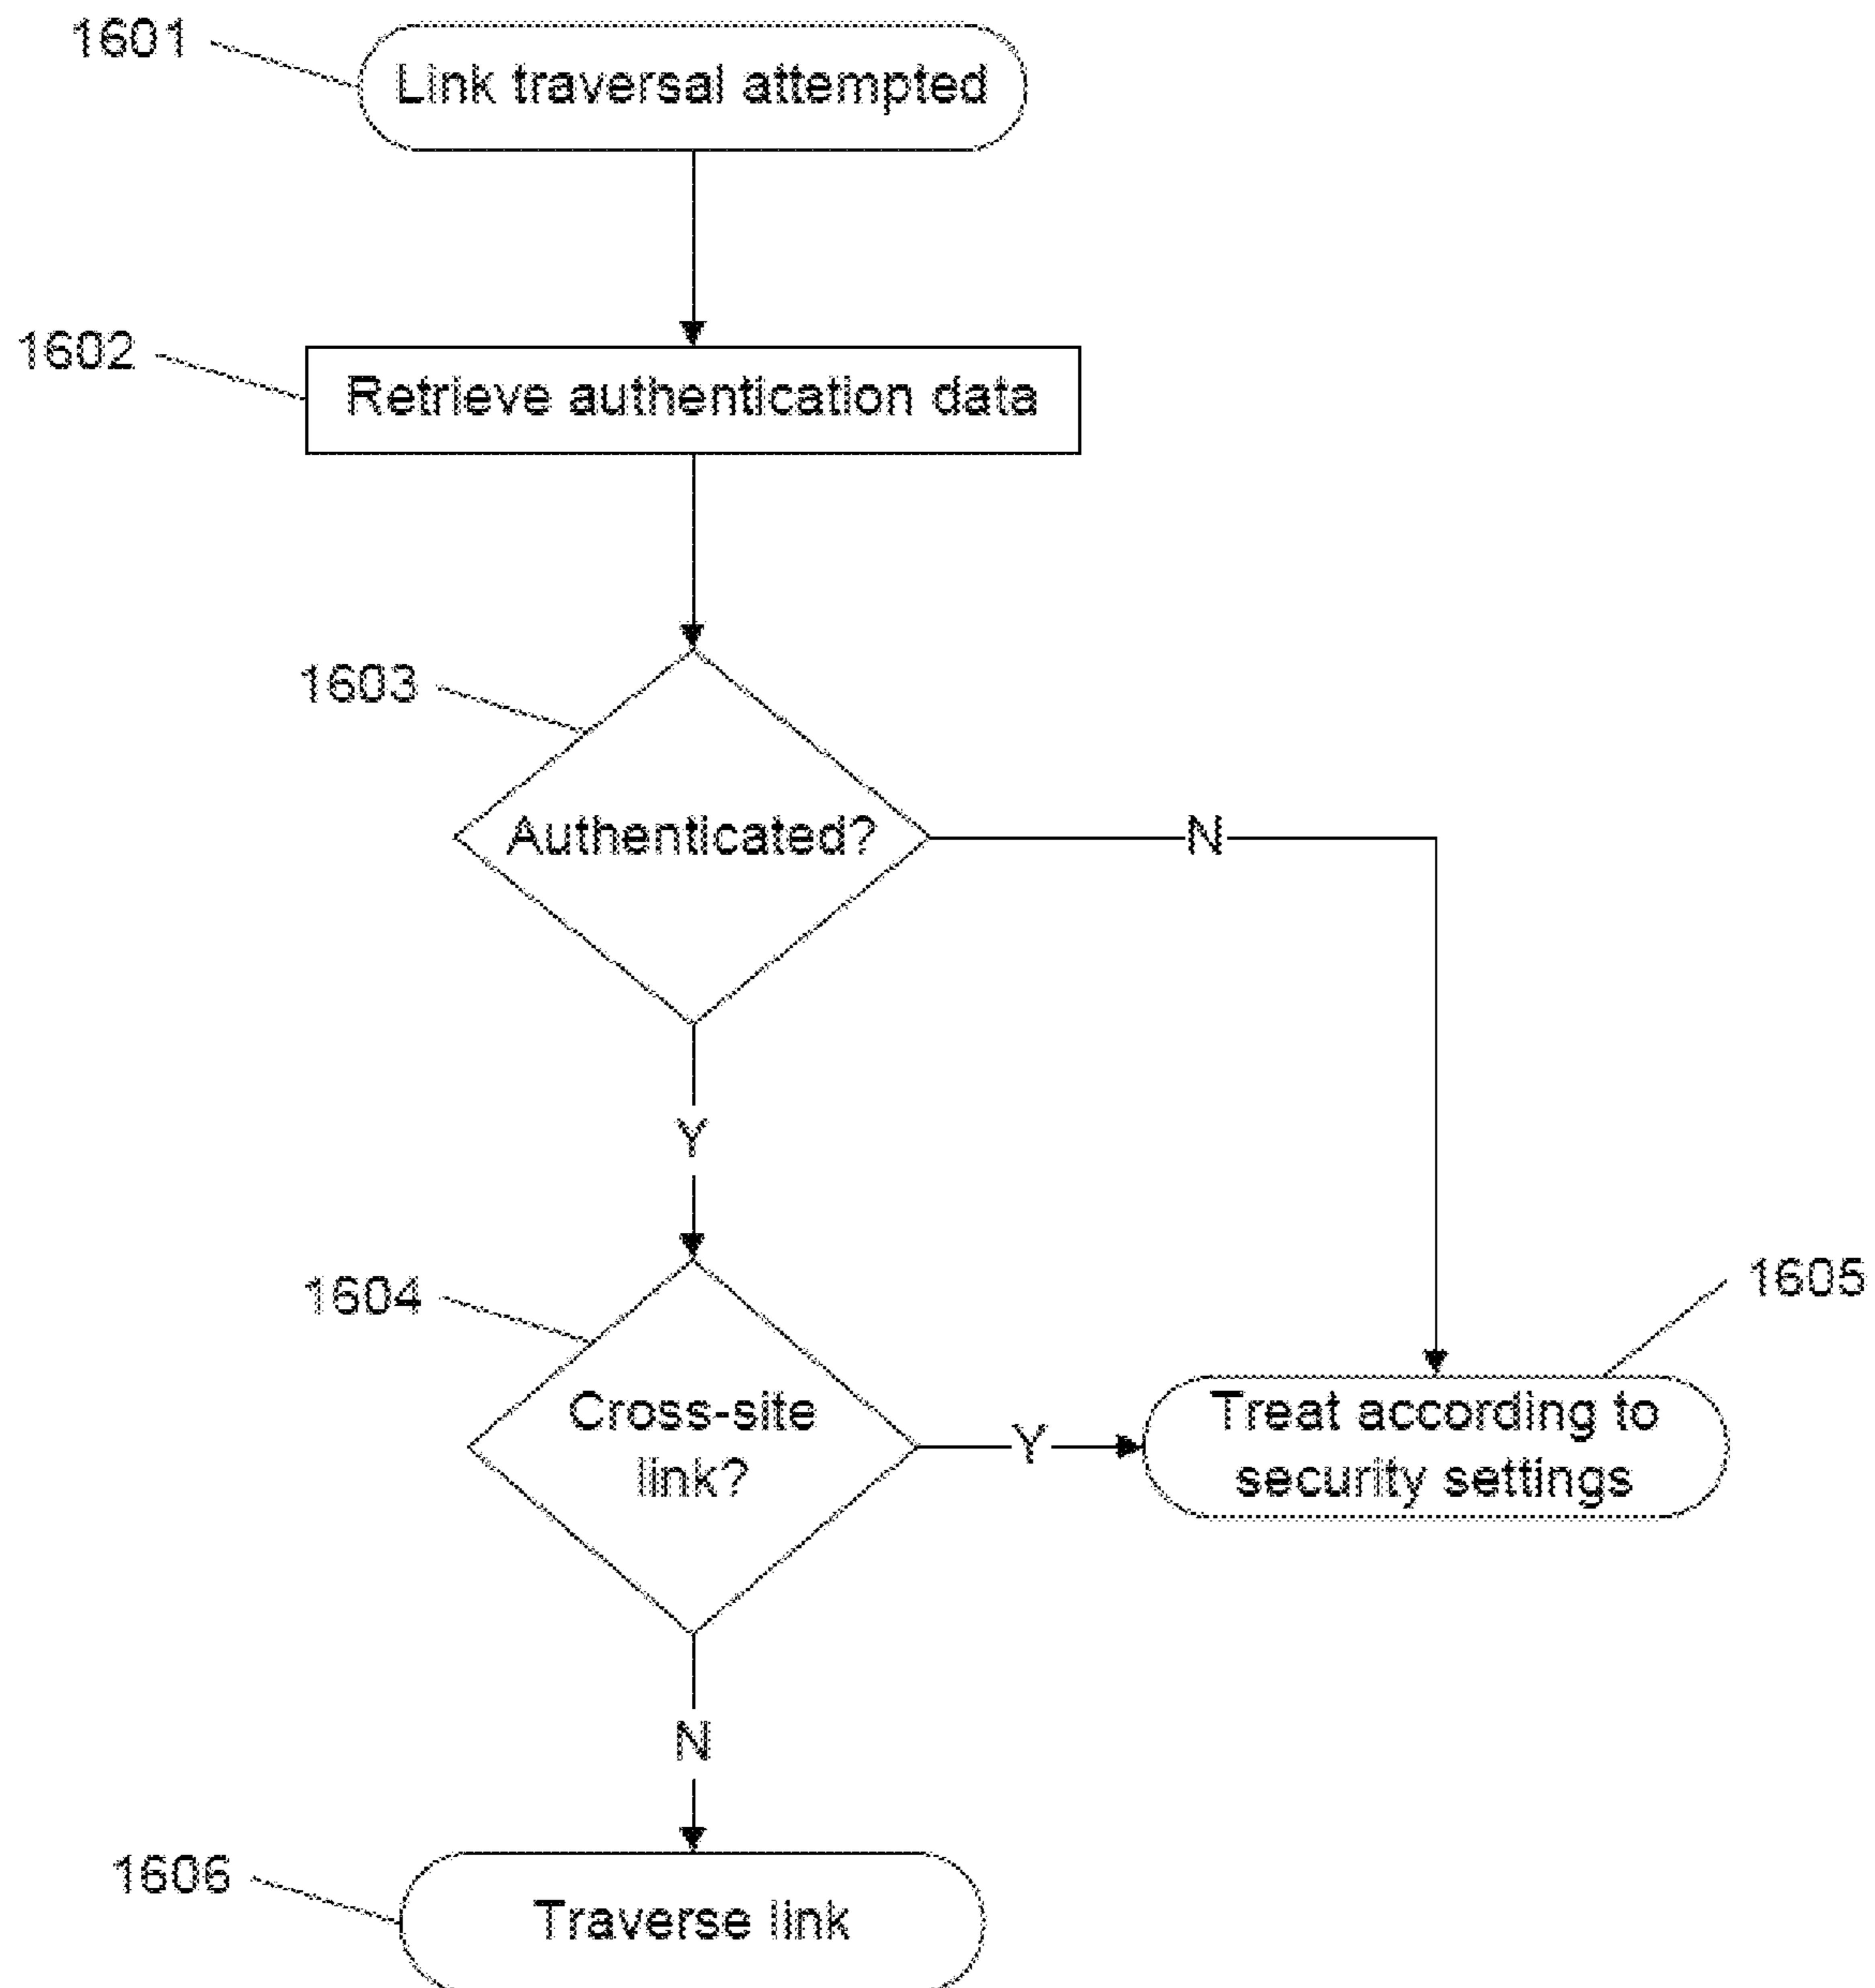 1601
Link traversal attempted
1602
Retrieve authentication data
1603
Authenticated?
N
Y
1604
Cross-site
link?
Y
1605
Treat according to
security settings
N
1606
Traverse link